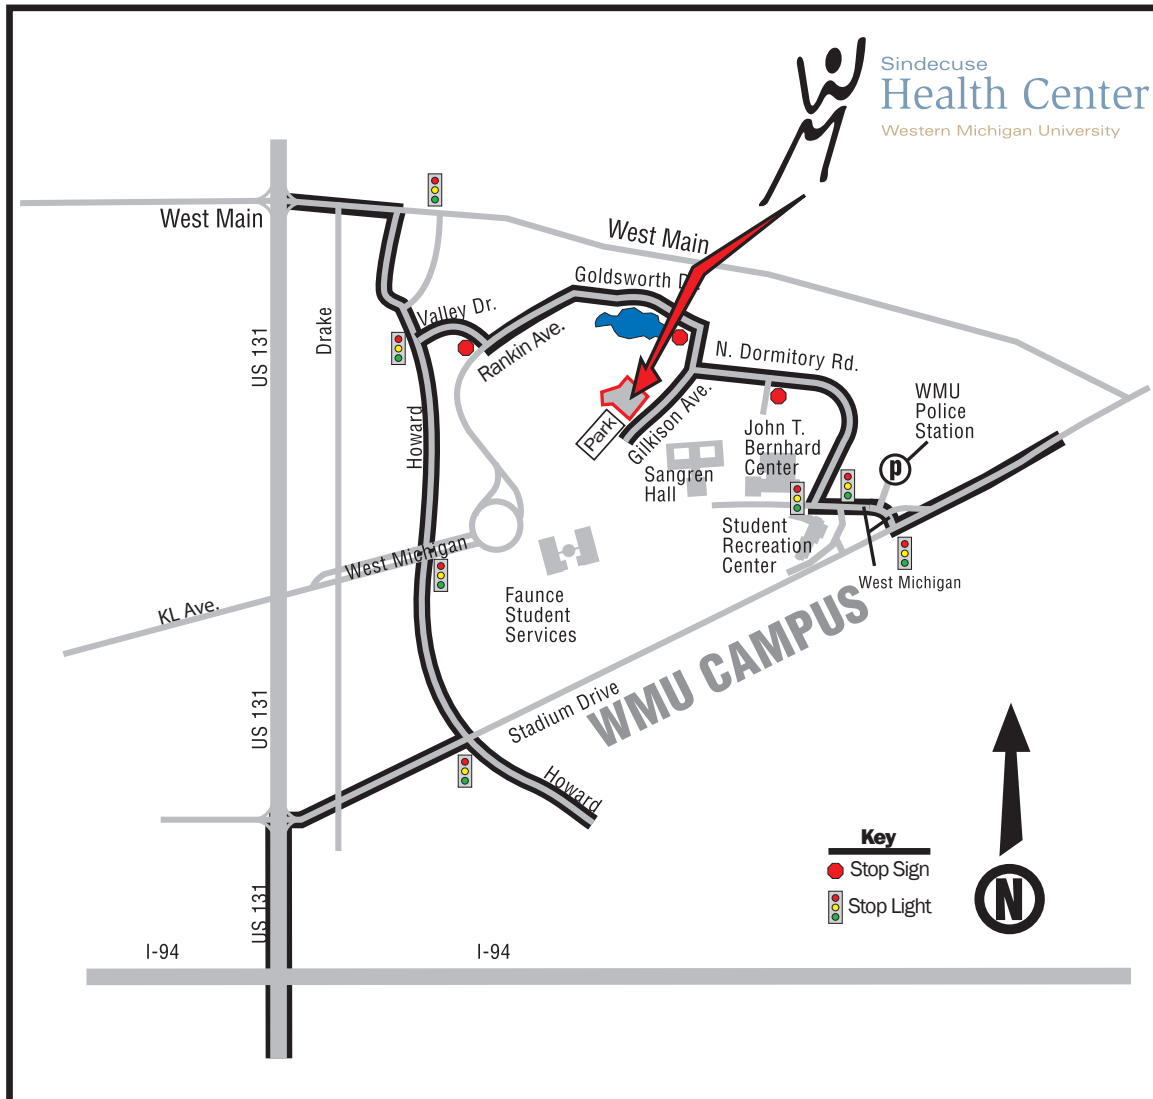 Sindecuse
Health Center
Western Michigan University
West Main
West Main
Goldsworth D.
Valley Dr.
Rankin Ave.
Drake
US 131
N. Dormitory Rd.
WMU
Police
Station
P
Park
Gilkison Ave.
John T.
Bernhard
Center
Howard
Sangren
Hall
Student
Recreation
Center
West Michigan
West Michigan
KL Ave.
Faunce
Student
Services
WMU CAMPUS
Stadium Drive
US 131
Howard
Key
Stop Sign
Stop Light
N
US 131
I-94
I-94